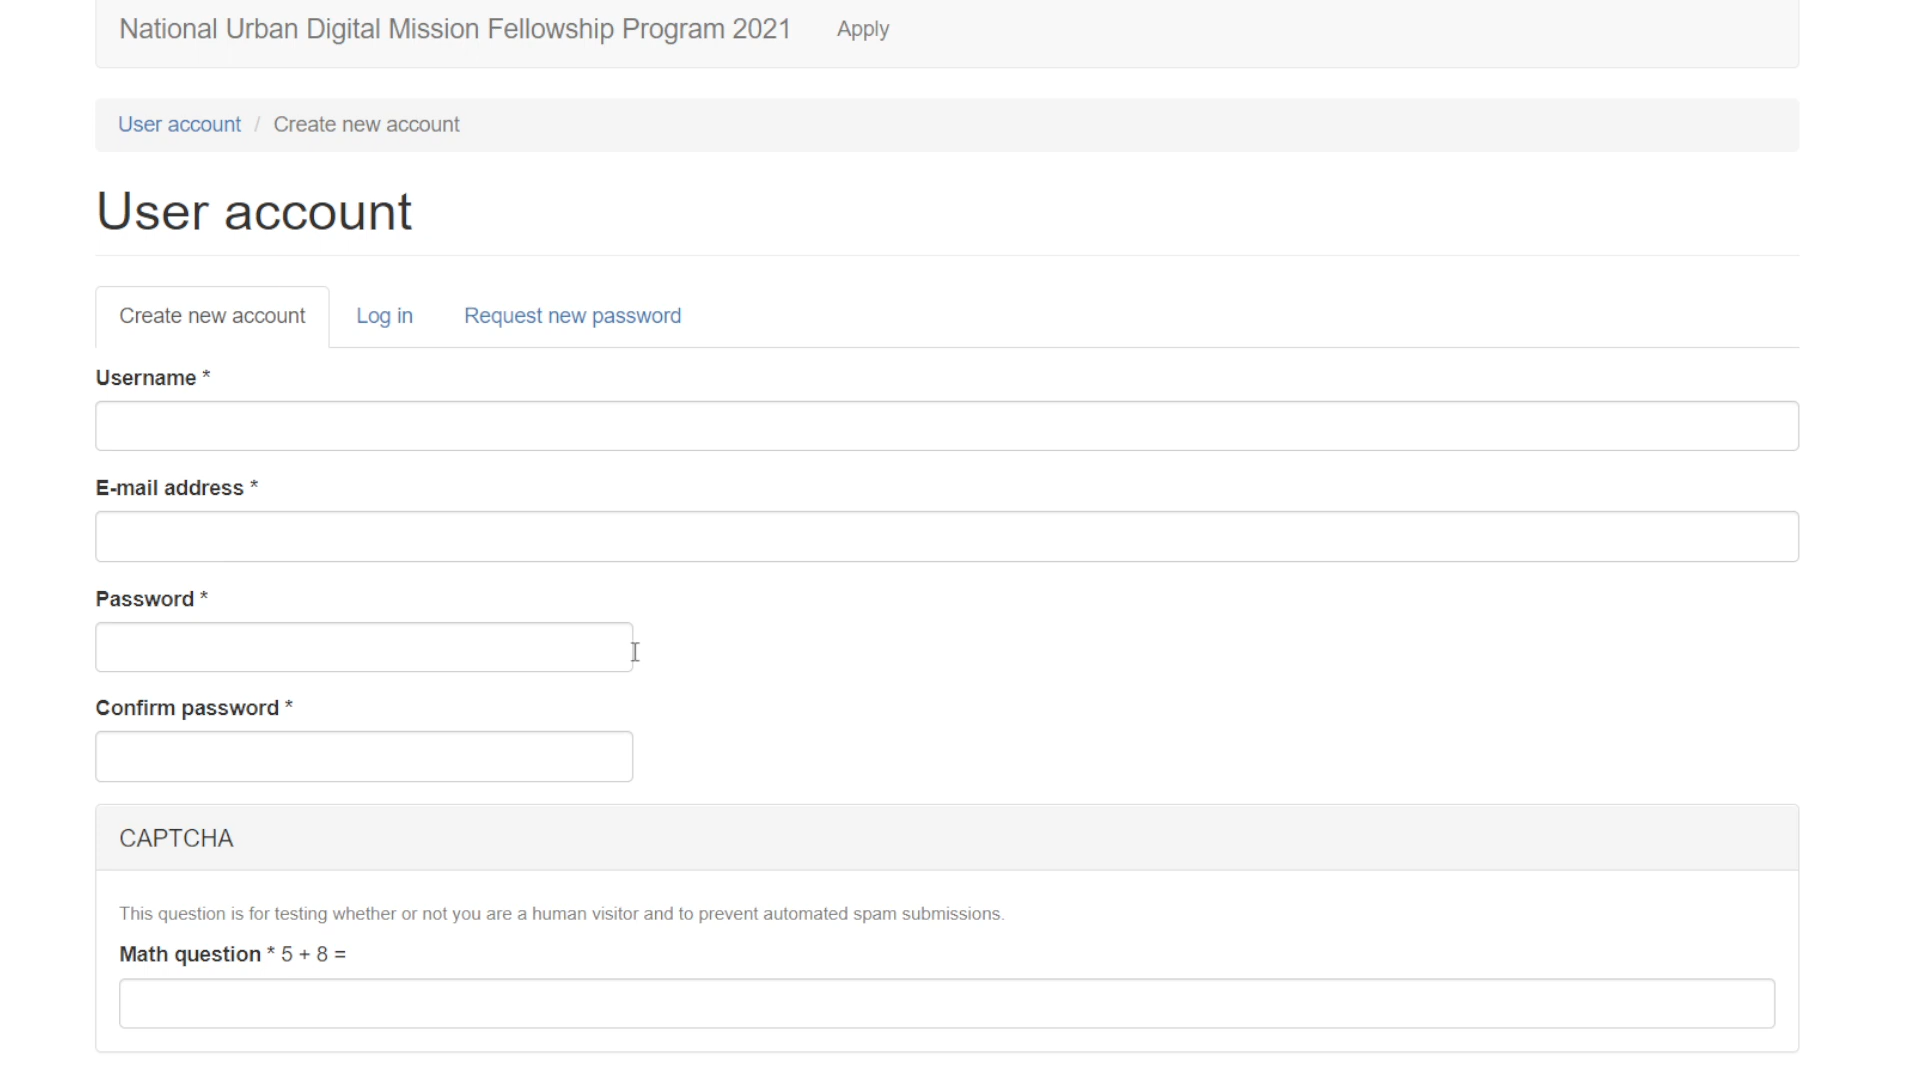 National Urban Digital Mission Fellowship Program 2021 Apply
User account / Create new account
User account
Create new account Log in Request new password
Username *
E-mail address *
Password *
Confirm password *
CAPTCHA
This question is for testing whether or not you are a human visitor and to prevent automated spam submissions.
Math question * 5 + 8 =